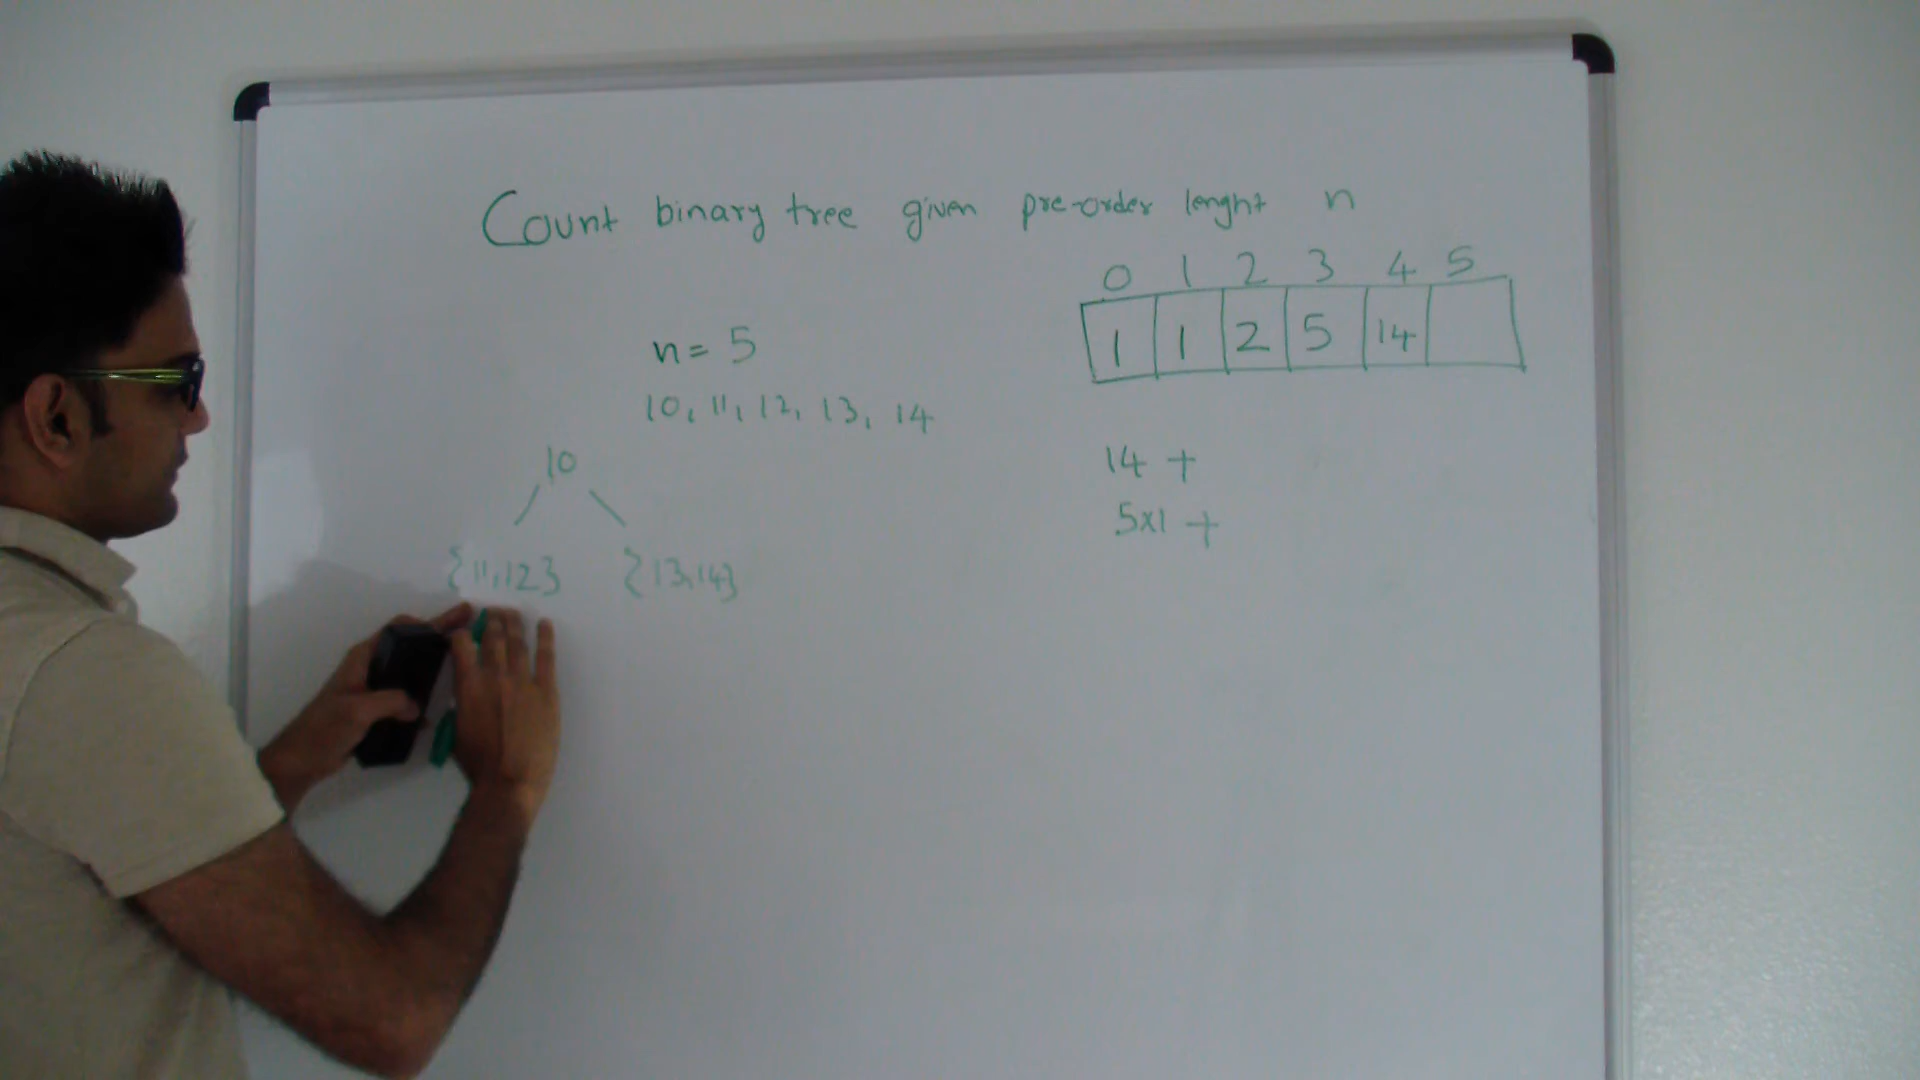 Count binary tree given pre-order lenght n
0 1 2 3 4 5
1 1 2 5 14
n = 5
10, 11, 12, 13, 14
10
{11,12} {13,14}
14 +
5x1 +